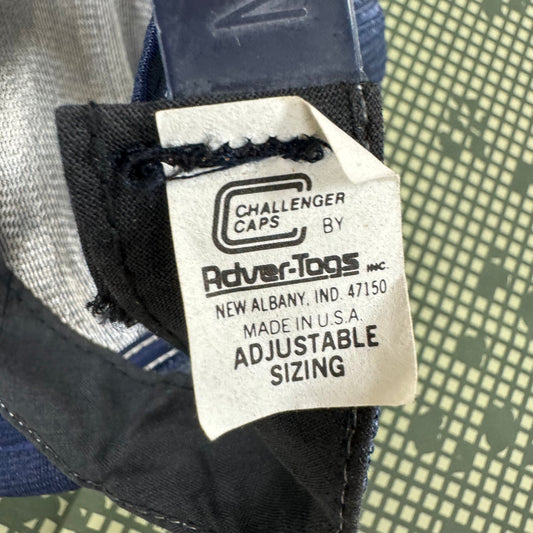 CHALLENGER
CAPS BY
Adver-Tags INC.
NEW ALBANY, IND. 47150
MADE IN U.S.A.
ADJUSTABLE
SIZING